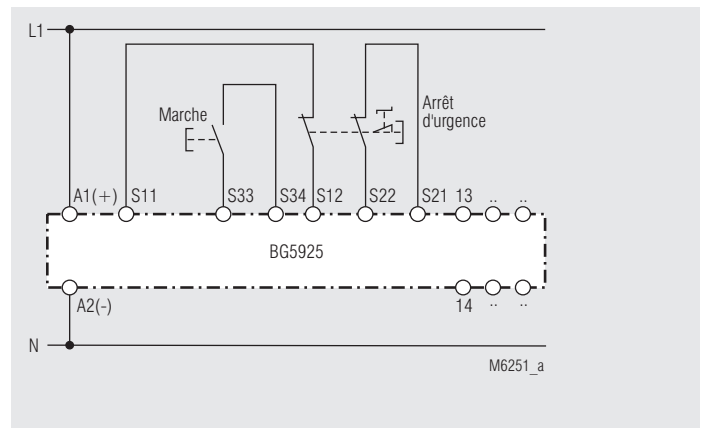 L1
Marche
Arrêt
d'urgence
A1(+) S11 S33 S34 S12 S22 S21 13 .. ..
BG5925
A2(-) 14 .. ..
N
M6251_a